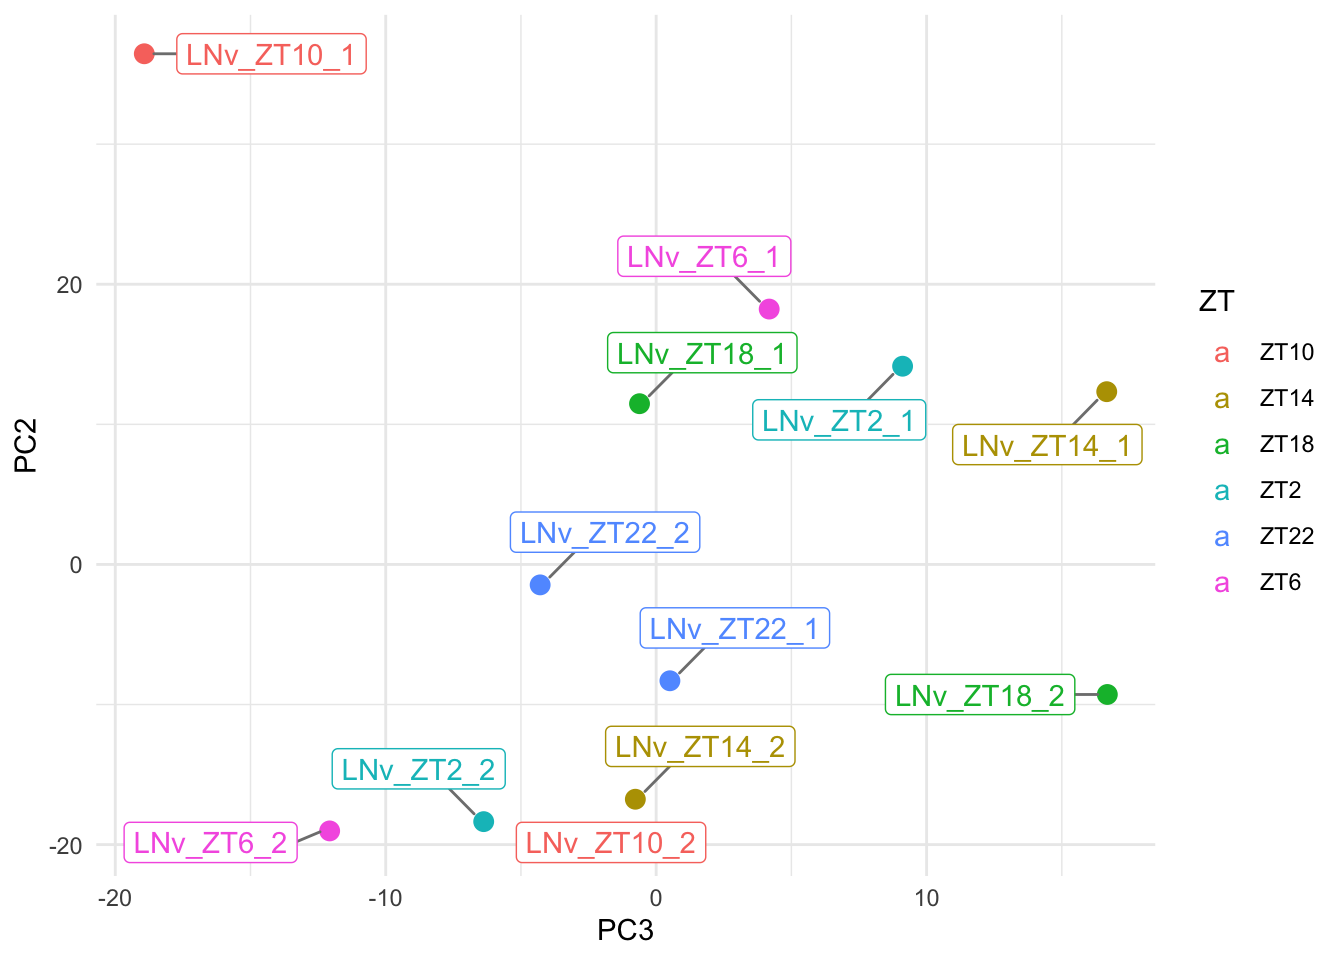 LNv_ZT10_1
LNv_ZT6_1
20
ZT
LNv_ZT18_1
a ZT10
a ZT14
LNv_ZT2_1
LNv_ZT14_1
PC2
a ZT18
a ZT2
LNv_ZT22_2
a ZT22
0
a ZT6
LNv_ZT22_1
LNv_ZT18_2
LNv_ZT14_2
LNv_ZT2_2
LNv_ZT6_2
LNv_ZT10_2
-20
-20 -10 0 10
PC3